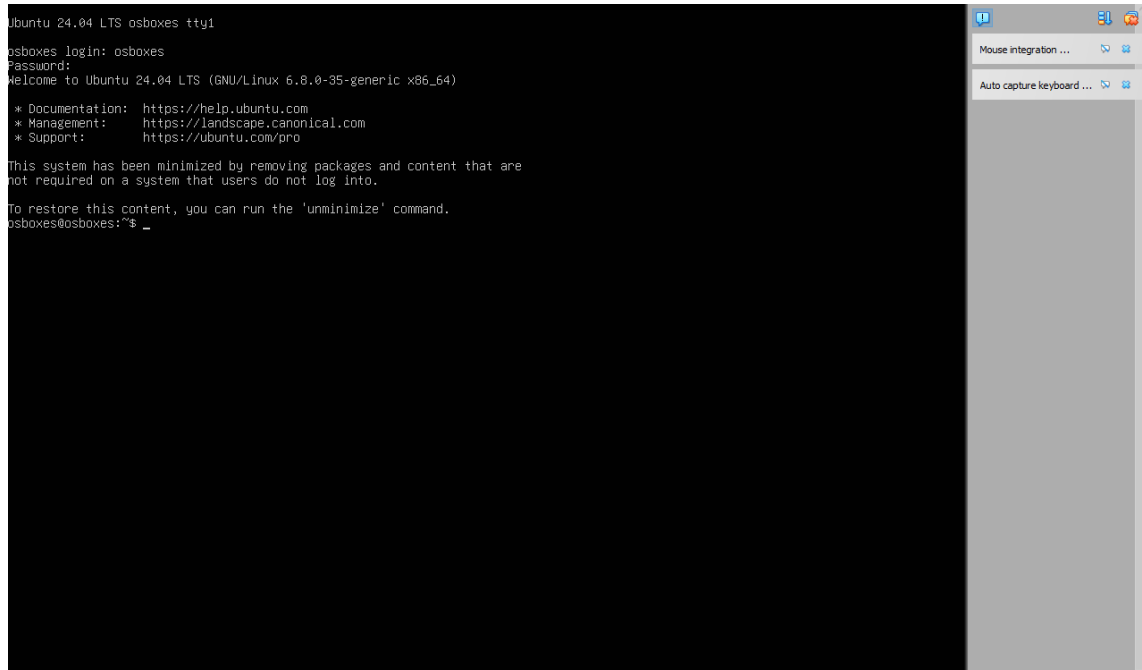 Ubuntu 24.04 LTS osboxes tty1
osboxes login: osboxes
Password:
Welcome to Ubuntu 24.04 LTS (GNU/Linux 6.8.0-35-generic x86_64)
* Documentation: https://help.ubuntu.com
* Management: https://landscape.canonical.com
* Support: https://ubuntu.com/pro
This system has been minimized by removing packages and content that are
not required on a system that users do not log into.
To restore this content, you can run the 'unminimize' command.
osboxes@osboxes:~$ _
Mouse integration ...
Auto capture keyboard ...